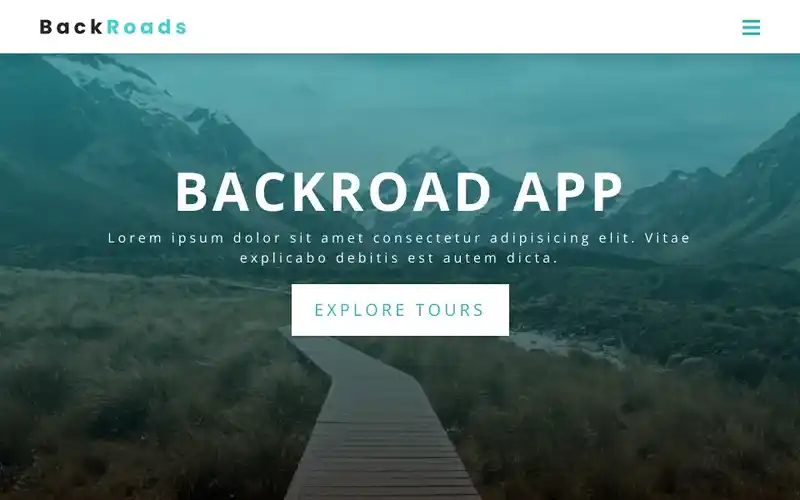 BackRoads
BACKROAD APP
Lorem ipsum dolor sit amet consectetur adipisicing elit. Vitae
explicabo debitis est autem dicta.
EXPLORE TOURS